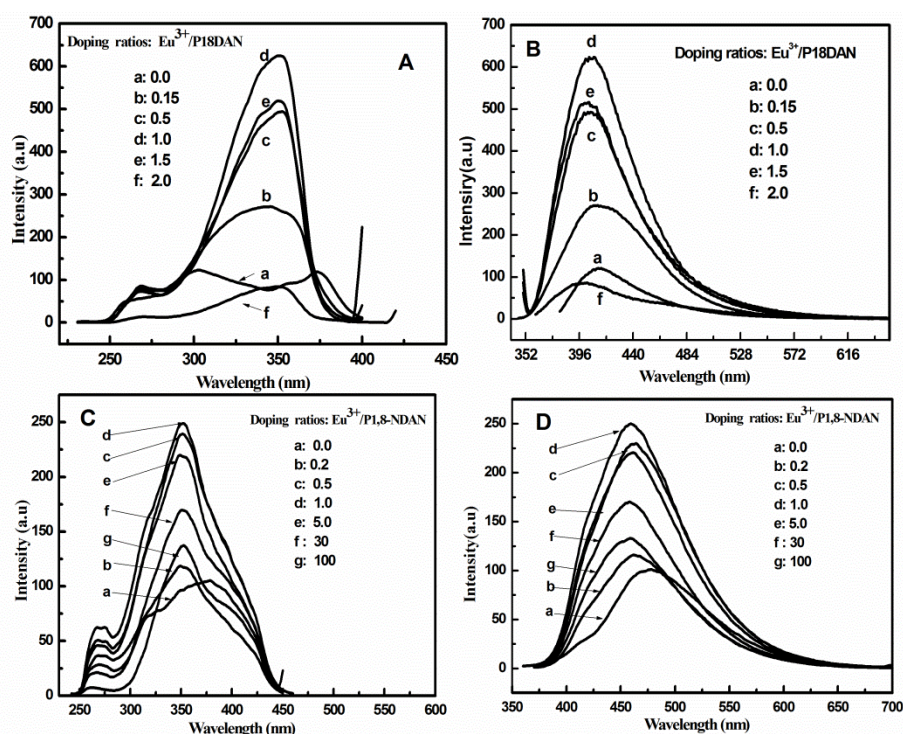 Doping ratios: Eu3+/P18DAN
A
a: 0.0
b: 0.15
c: 0.5
d: 1.0
e: 1.5
f: 2.0
d
e
c
b
a
f
Intensity (a.u)
700
600
500
400
300
200
100
0
250 300 350 400 450
Wavelength (nm)
B
Doping ratios: Eu3+/P18DAN
a: 0.0
b: 0.15
c: 0.5
d: 1.0
e: 1.5
f: 2.0
d
e
c
b
a
f
Intensiry(a.u)
700
600
500
400
300
200
100
0
352 396 440 484 528 572 616
Wavelength (nm)
C
Doping ratios: Eu3+/P1,8-NDAN
a: 0.0
b: 0.2
c: 0.5
d: 1.0
e: 5.0
f : 30
g: 100
d
c
e
f
g
b
a
Intensity(a.u)
250
200
150
100
50
0
250 300 350 400 450 500 550 600
Wavelength (nm)
D
Doping ratios: Eu3+/P1,8-NDAN
a: 0.0
b: 0.2
c: 0.5
d: 1.0
e: 5.0
f : 30
g: 100
d
c
e
f
g
b
a
Intensity(a.u)
250
200
150
100
50
0
350 400 450 500 550 600 650 700
Wavelength (nm)